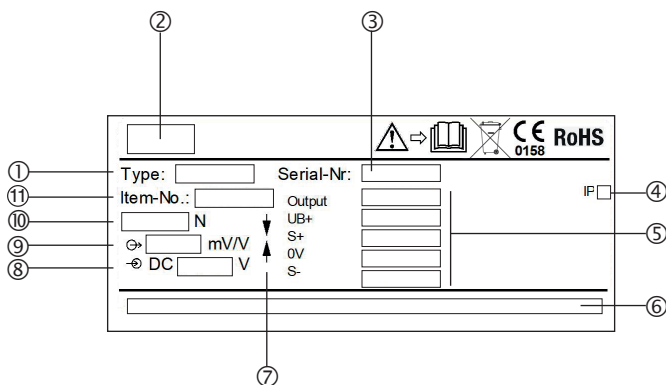 ② ③
CE 0158 RoHS
① Type: Serial-Nr:
⑪ Item-No.: Output IP ④
⑩ N UB+
⑨ mV/V S+ ⑤
⑧ DC V 0V
S-
⑥
⑦